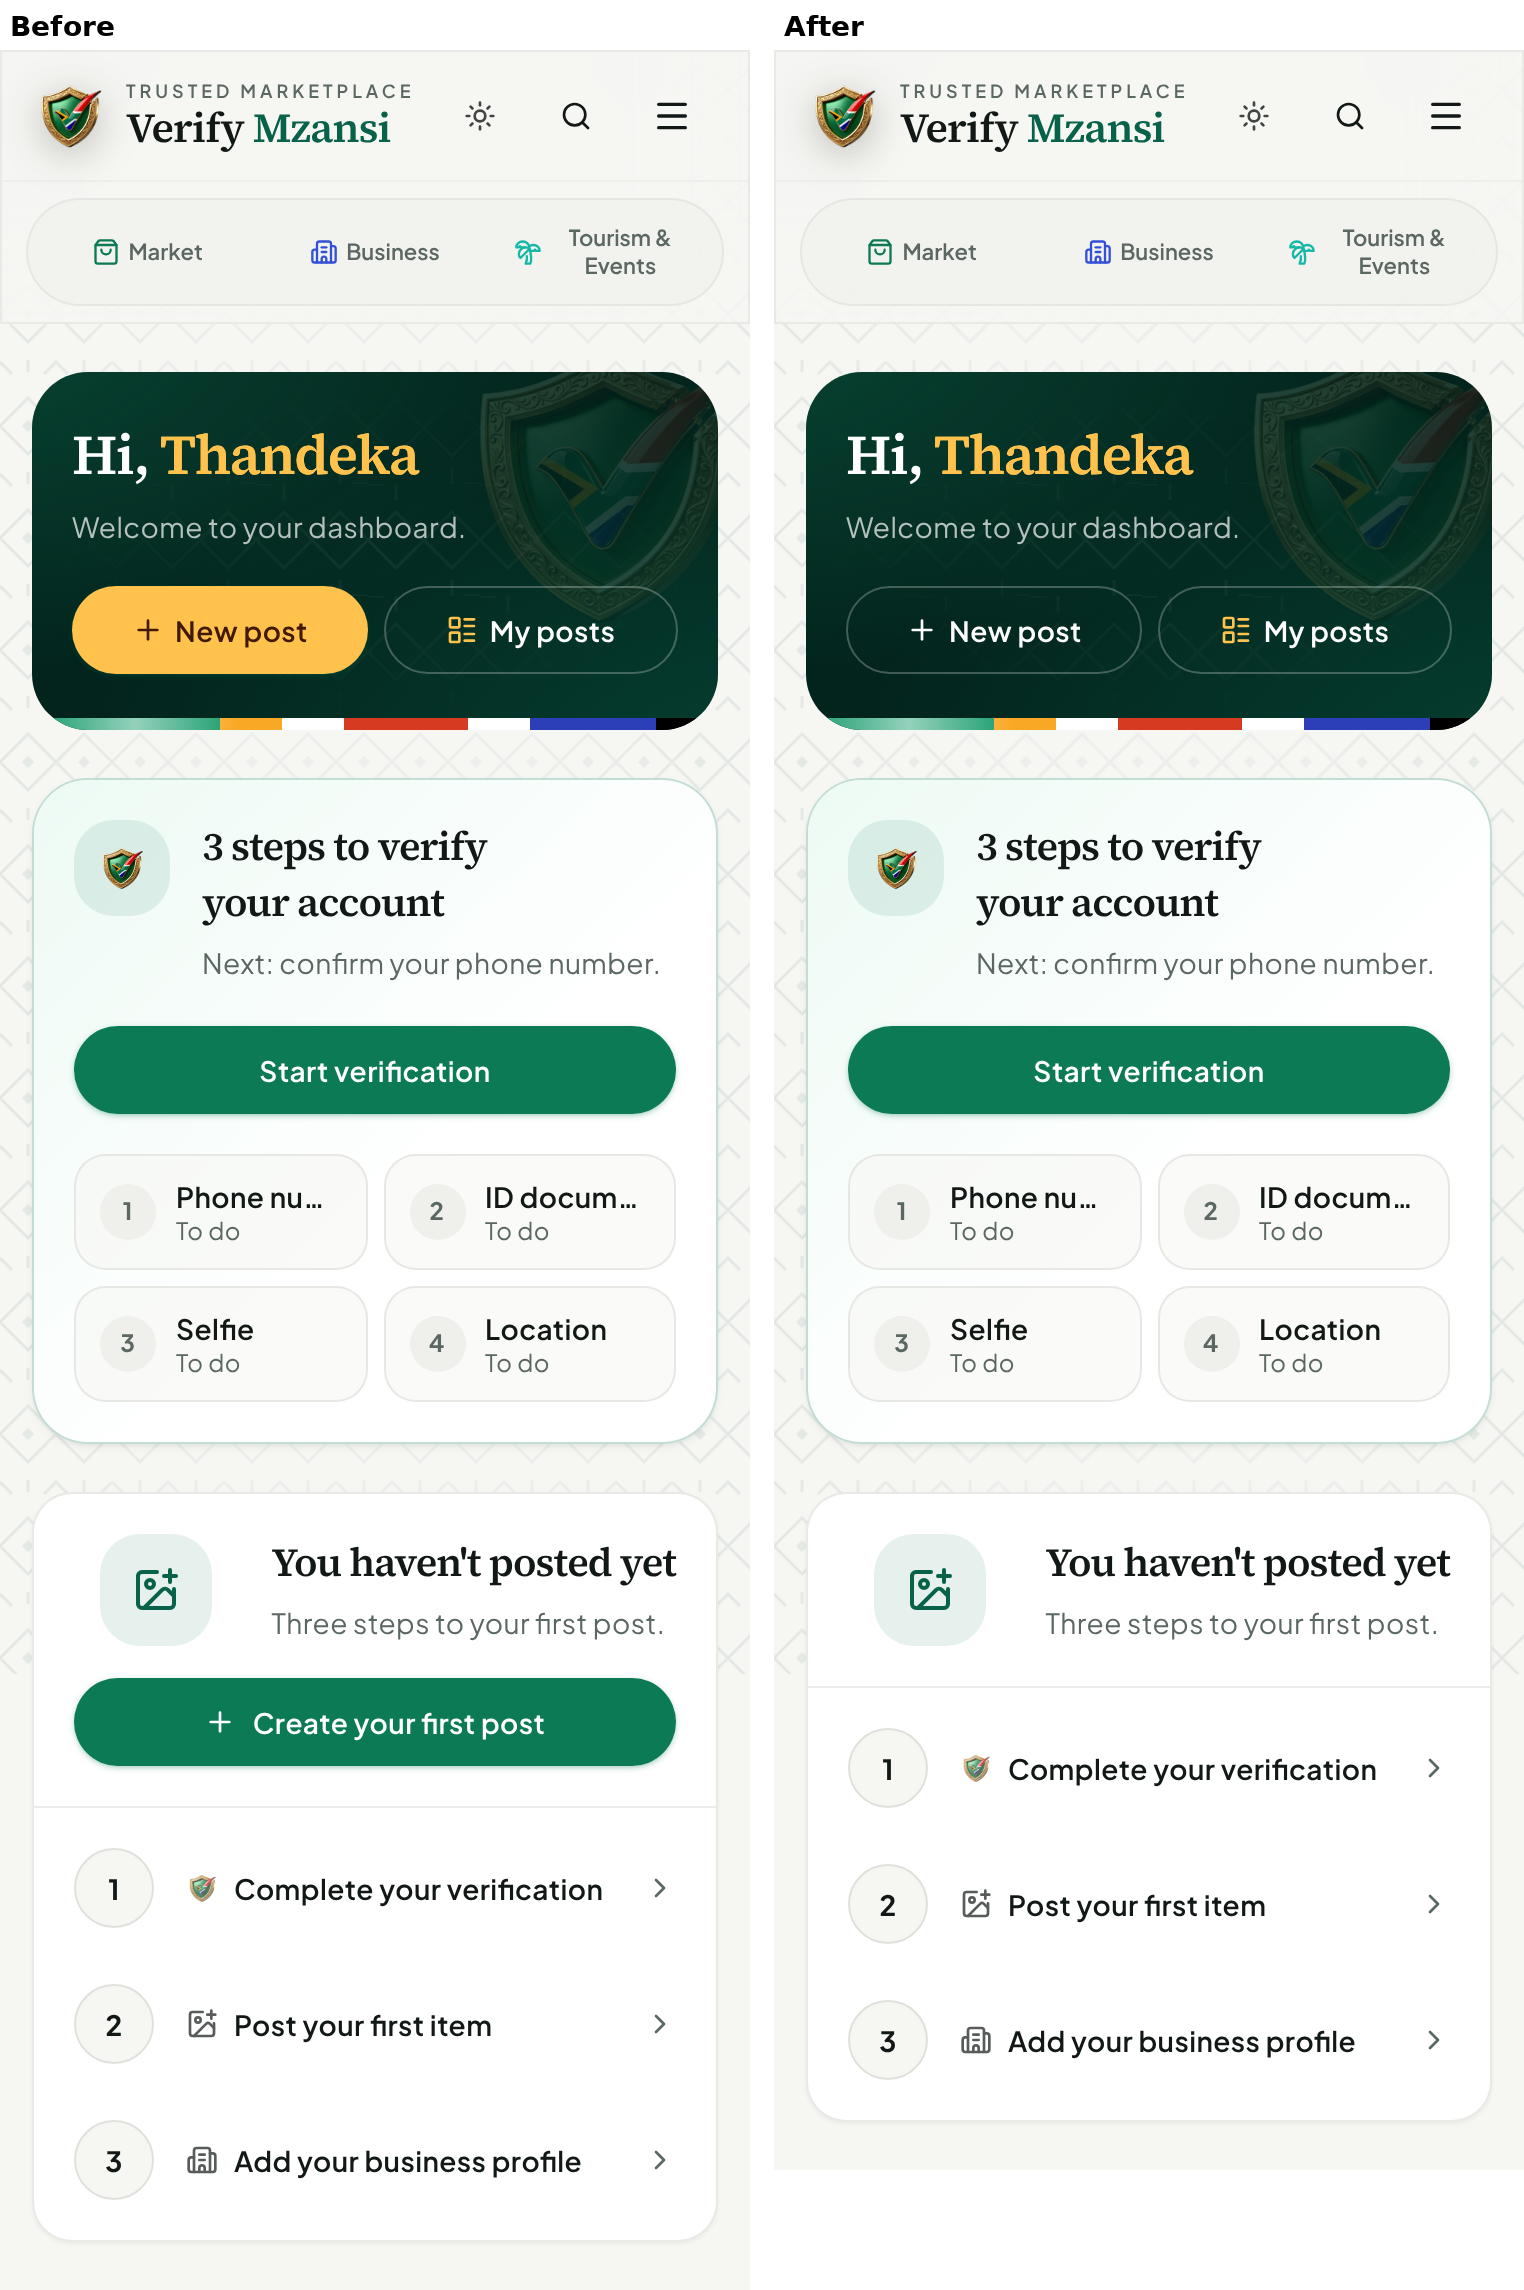 Before
TRUSTED MARKETPLACE
Verify Mzansi
Market
Business
Tourism &
Events
Hi, Thandeka
Welcome to your dashboard.
New post
My posts
3 steps to verify
your account
Next: confirm your phone number.
Start verification
1
Phone nu...
To do
2
ID docum...
To do
3
Selfie
To do
4
Location
To do
You haven't posted yet
Three steps to your first post.
Create your first post
1
Complete your verification
2
Post your first item
3
Add your business profile
After
TRUSTED MARKETPLACE
Verify Mzansi
Market
Business
Tourism &
Events
Hi, Thandeka
Welcome to your dashboard.
New post
My posts
3 steps to verify
your account
Next: confirm your phone number.
Start verification
1
Phone nu...
To do
2
ID docum...
To do
3
Selfie
To do
4
Location
To do
You haven't posted yet
Three steps to your first post.
1
Complete your verification
2
Post your first item
3
Add your business profile